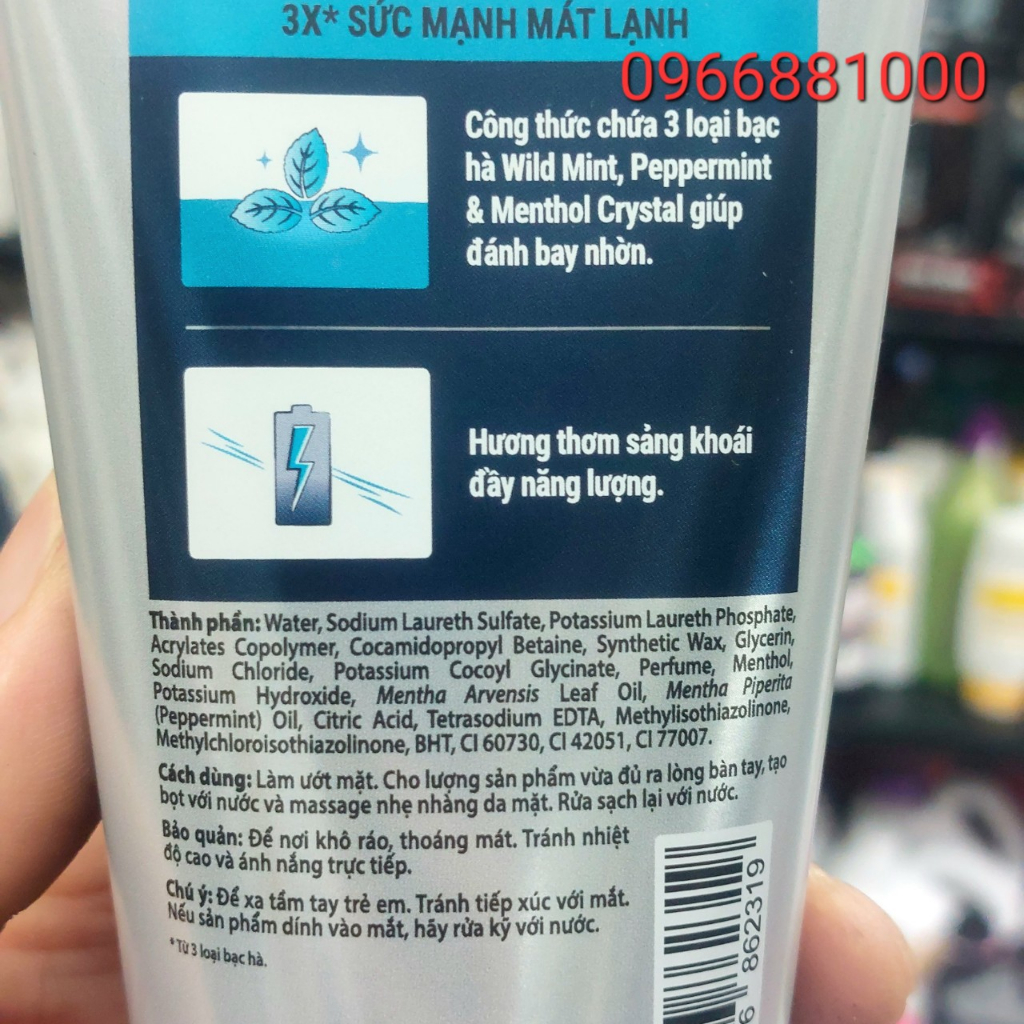 3X* SỨC MẠNH MÁT LẠNH
0966881000
Công thức chứa 3 loại bạc
hà Wild Mint, Peppermint
& Menthol Crystal giúp
đánh bay nhờn.
Hương thơm sảng khoái
đầy năng lượng.
Thành phần: Water, Sodium Laureth Sulfate, Potassium Laureth Phosphate,
Acrylates Copolymer, Cocamidopropyl Betaine, Synthetic Wax, Glycerin,
Sodium Chloride, Potassium Cocoyl Glycinate, Perfume, Menthol,
Potassium Hydroxide, Mentha Arvensis Leaf Oil, Mentha Piperita
(Peppermint) Oil, Citric Acid, Tetrasodium EDTA, Methylisothiazolinone,
Methylchloroisothiazolinone, BHT, CI 60730, CI 42051, CI 77007.
Cách dùng: Làm ướt mặt. Cho lượng sản phẩm vừa đủ ra lòng bàn tay, tạo
bọt với nước và massage nhẹ nhàng da mặt. Rửa sạch lại với nước.
Bảo quản: Để nơi khô ráo, thoáng mát. Tránh nhiệt
độ cao và ánh nắng trực tiếp.
Chú ý: Để xa tầm tay trẻ em. Tránh tiếp xúc với mắt.
Nếu sản phẩm dính vào mắt, hãy rửa kỹ với nước.
*Từ 3 loại bạc hà.
6 862319